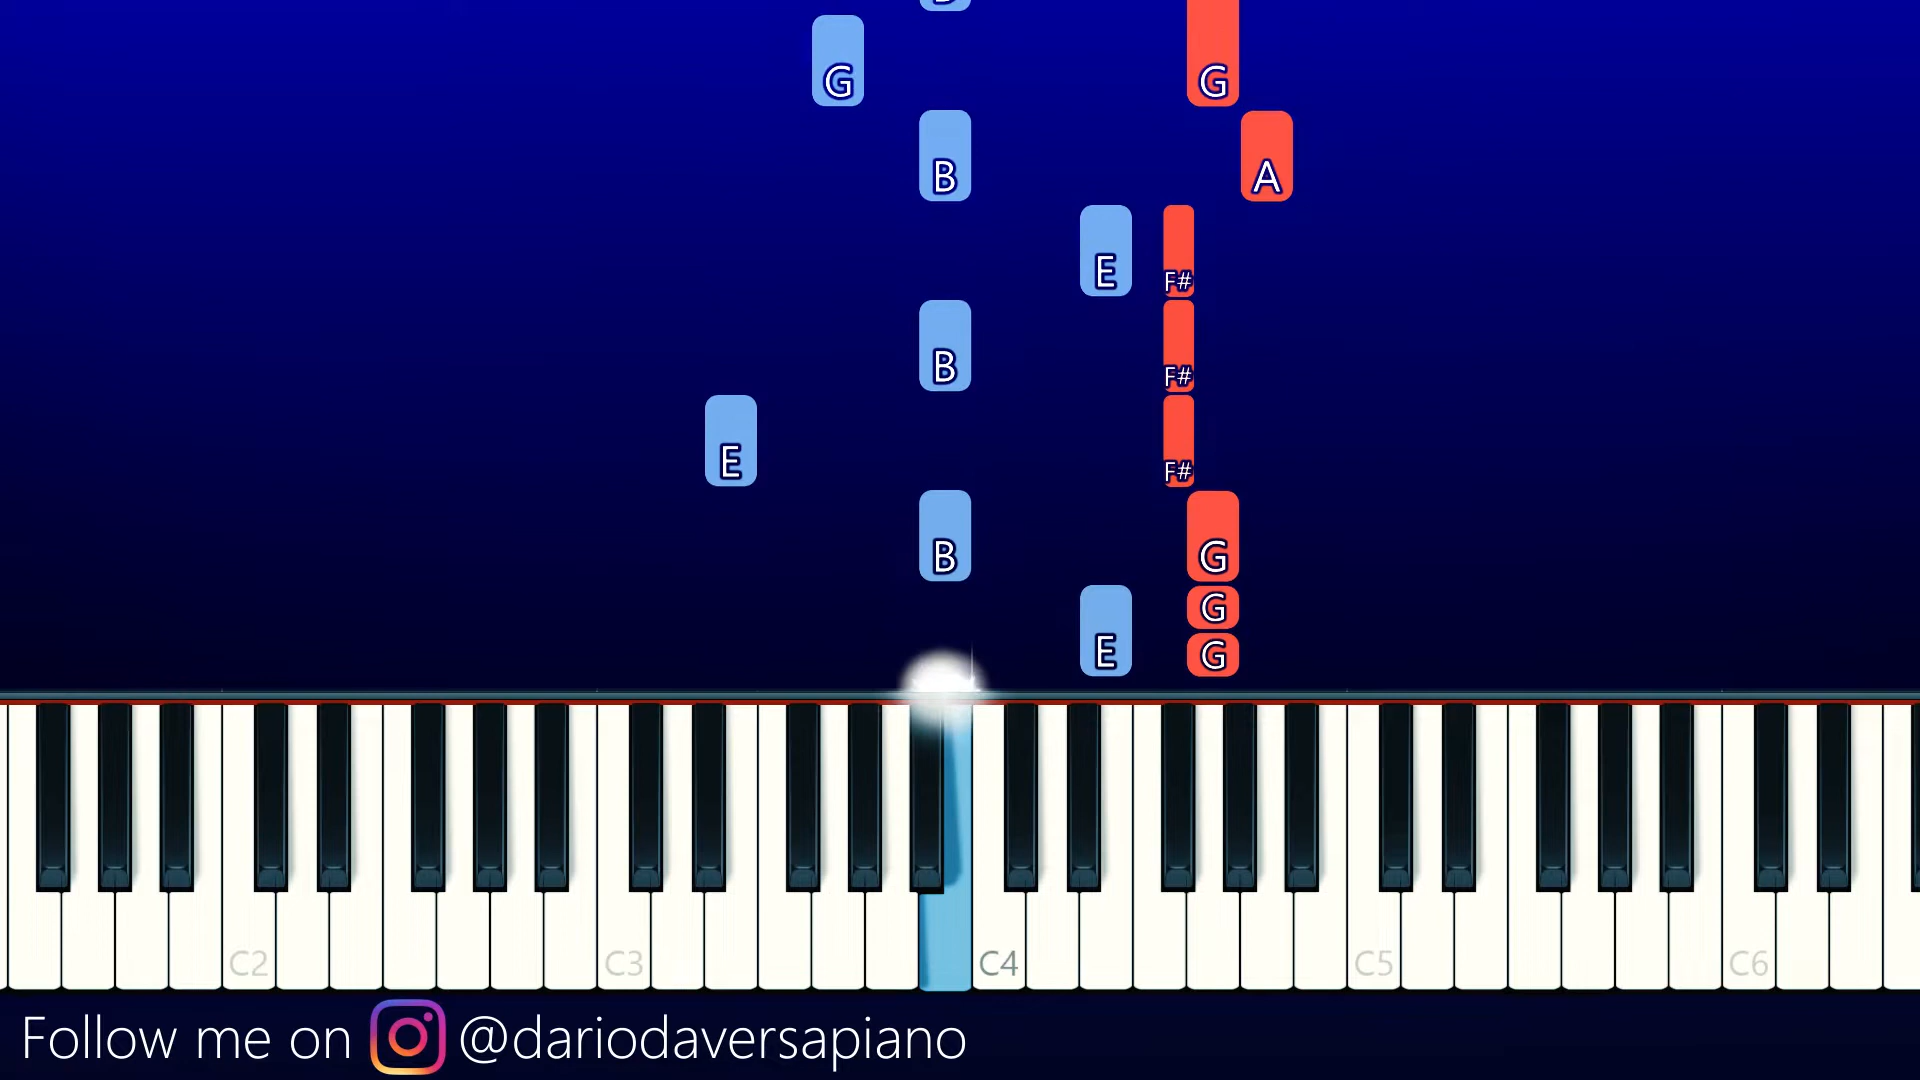 G G
B A
E F#
B F#
E F#
B G
G
E G
C2 C3 C4 C5 C6
Follow me on @dariodaversapiano